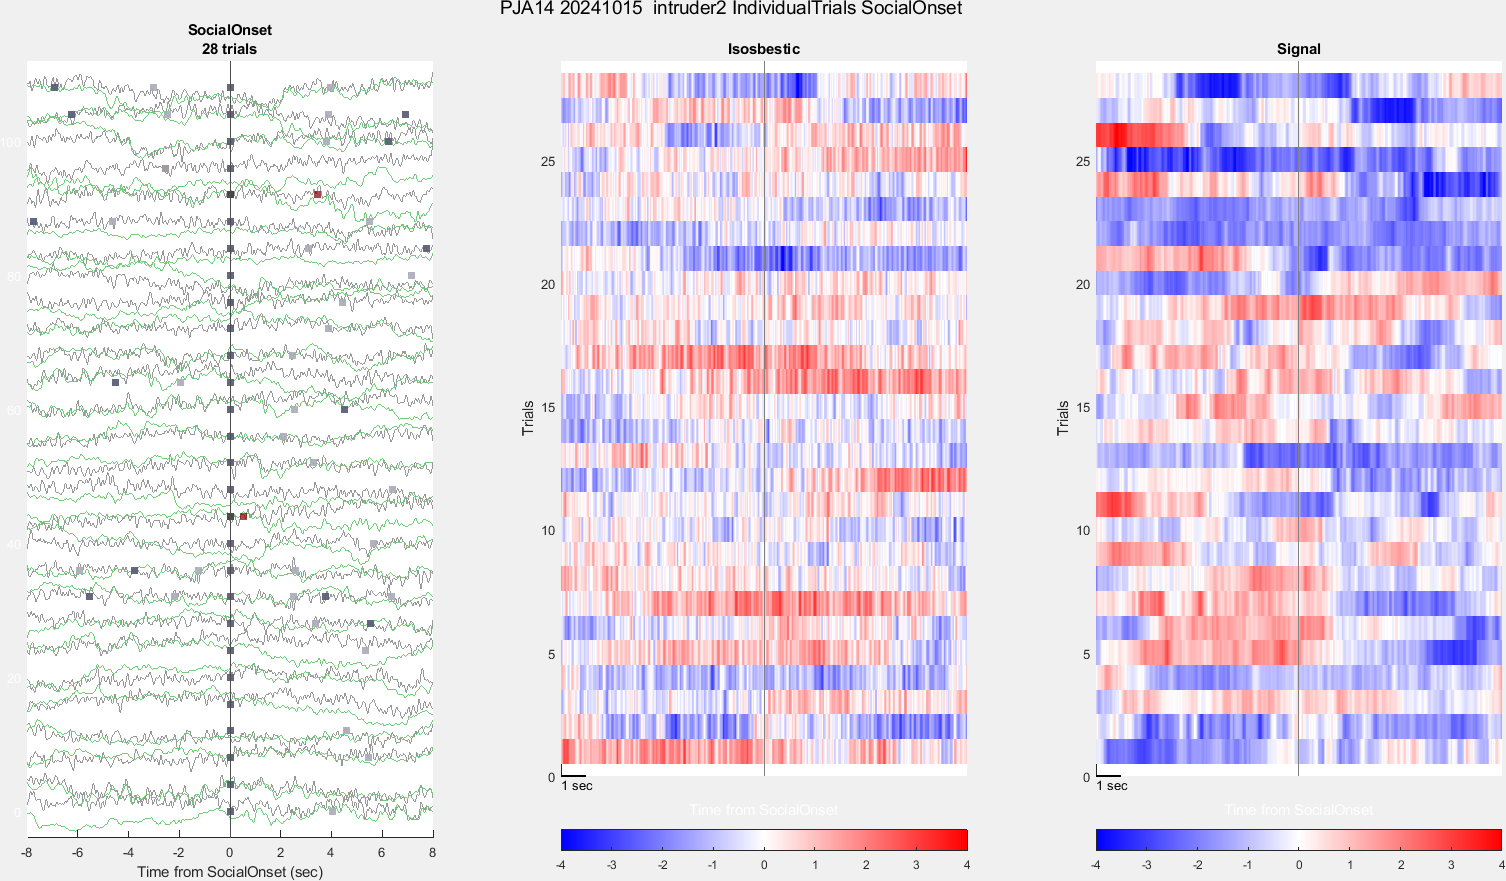 PJA14 20241015  intruder2 IndividualTrials SocialOnset
SocialOnset
28 trials
100
80
60
40
20
0
-8 -6 -4 -2 0 2 4 6 8
Time from SocialOnset (sec)
Isosbestic
Trials
25
20
15
10
5
0
1 sec
Time from SocialOnset
-4 -3 -2 -1 0 1 2 3 4
Signal
Trials
25
20
15
10
5
0
1 sec
Time from SocialOnset
-4 -3 -2 -1 0 1 2 3 4